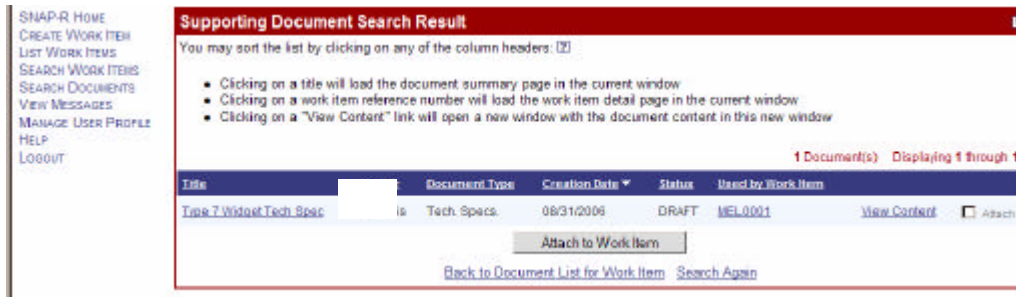 SNAP-R HOME
CREATE WORK ITEM
LIST WORK ITEMS
SEARCH WORK ITEMS
SEARCH DOCUMENTS
VIEW MESSAGES
MANAGE USER PROFILE
HELP
LOGOUT
Supporting Document Search Result
You may sort the list by clicking on any of the column headers: [?]
• Clicking on a title will load the document summary page in the current window
• Clicking on a work item reference number will load the work item detail page in the current window
• Clicking on a "View Content" link will open a new window with the document content in this new window
1 Document(s) Displaying 1 through 1
Title Document Type Creation Date ▼ Status Used by Work Item
Type 7 Widget Tech Spec is Tech. Specs. 08/31/2006 DRAFT MEL0001 View Content Attach
Attach to Work Item
Back to Document List for Work Item Search Again